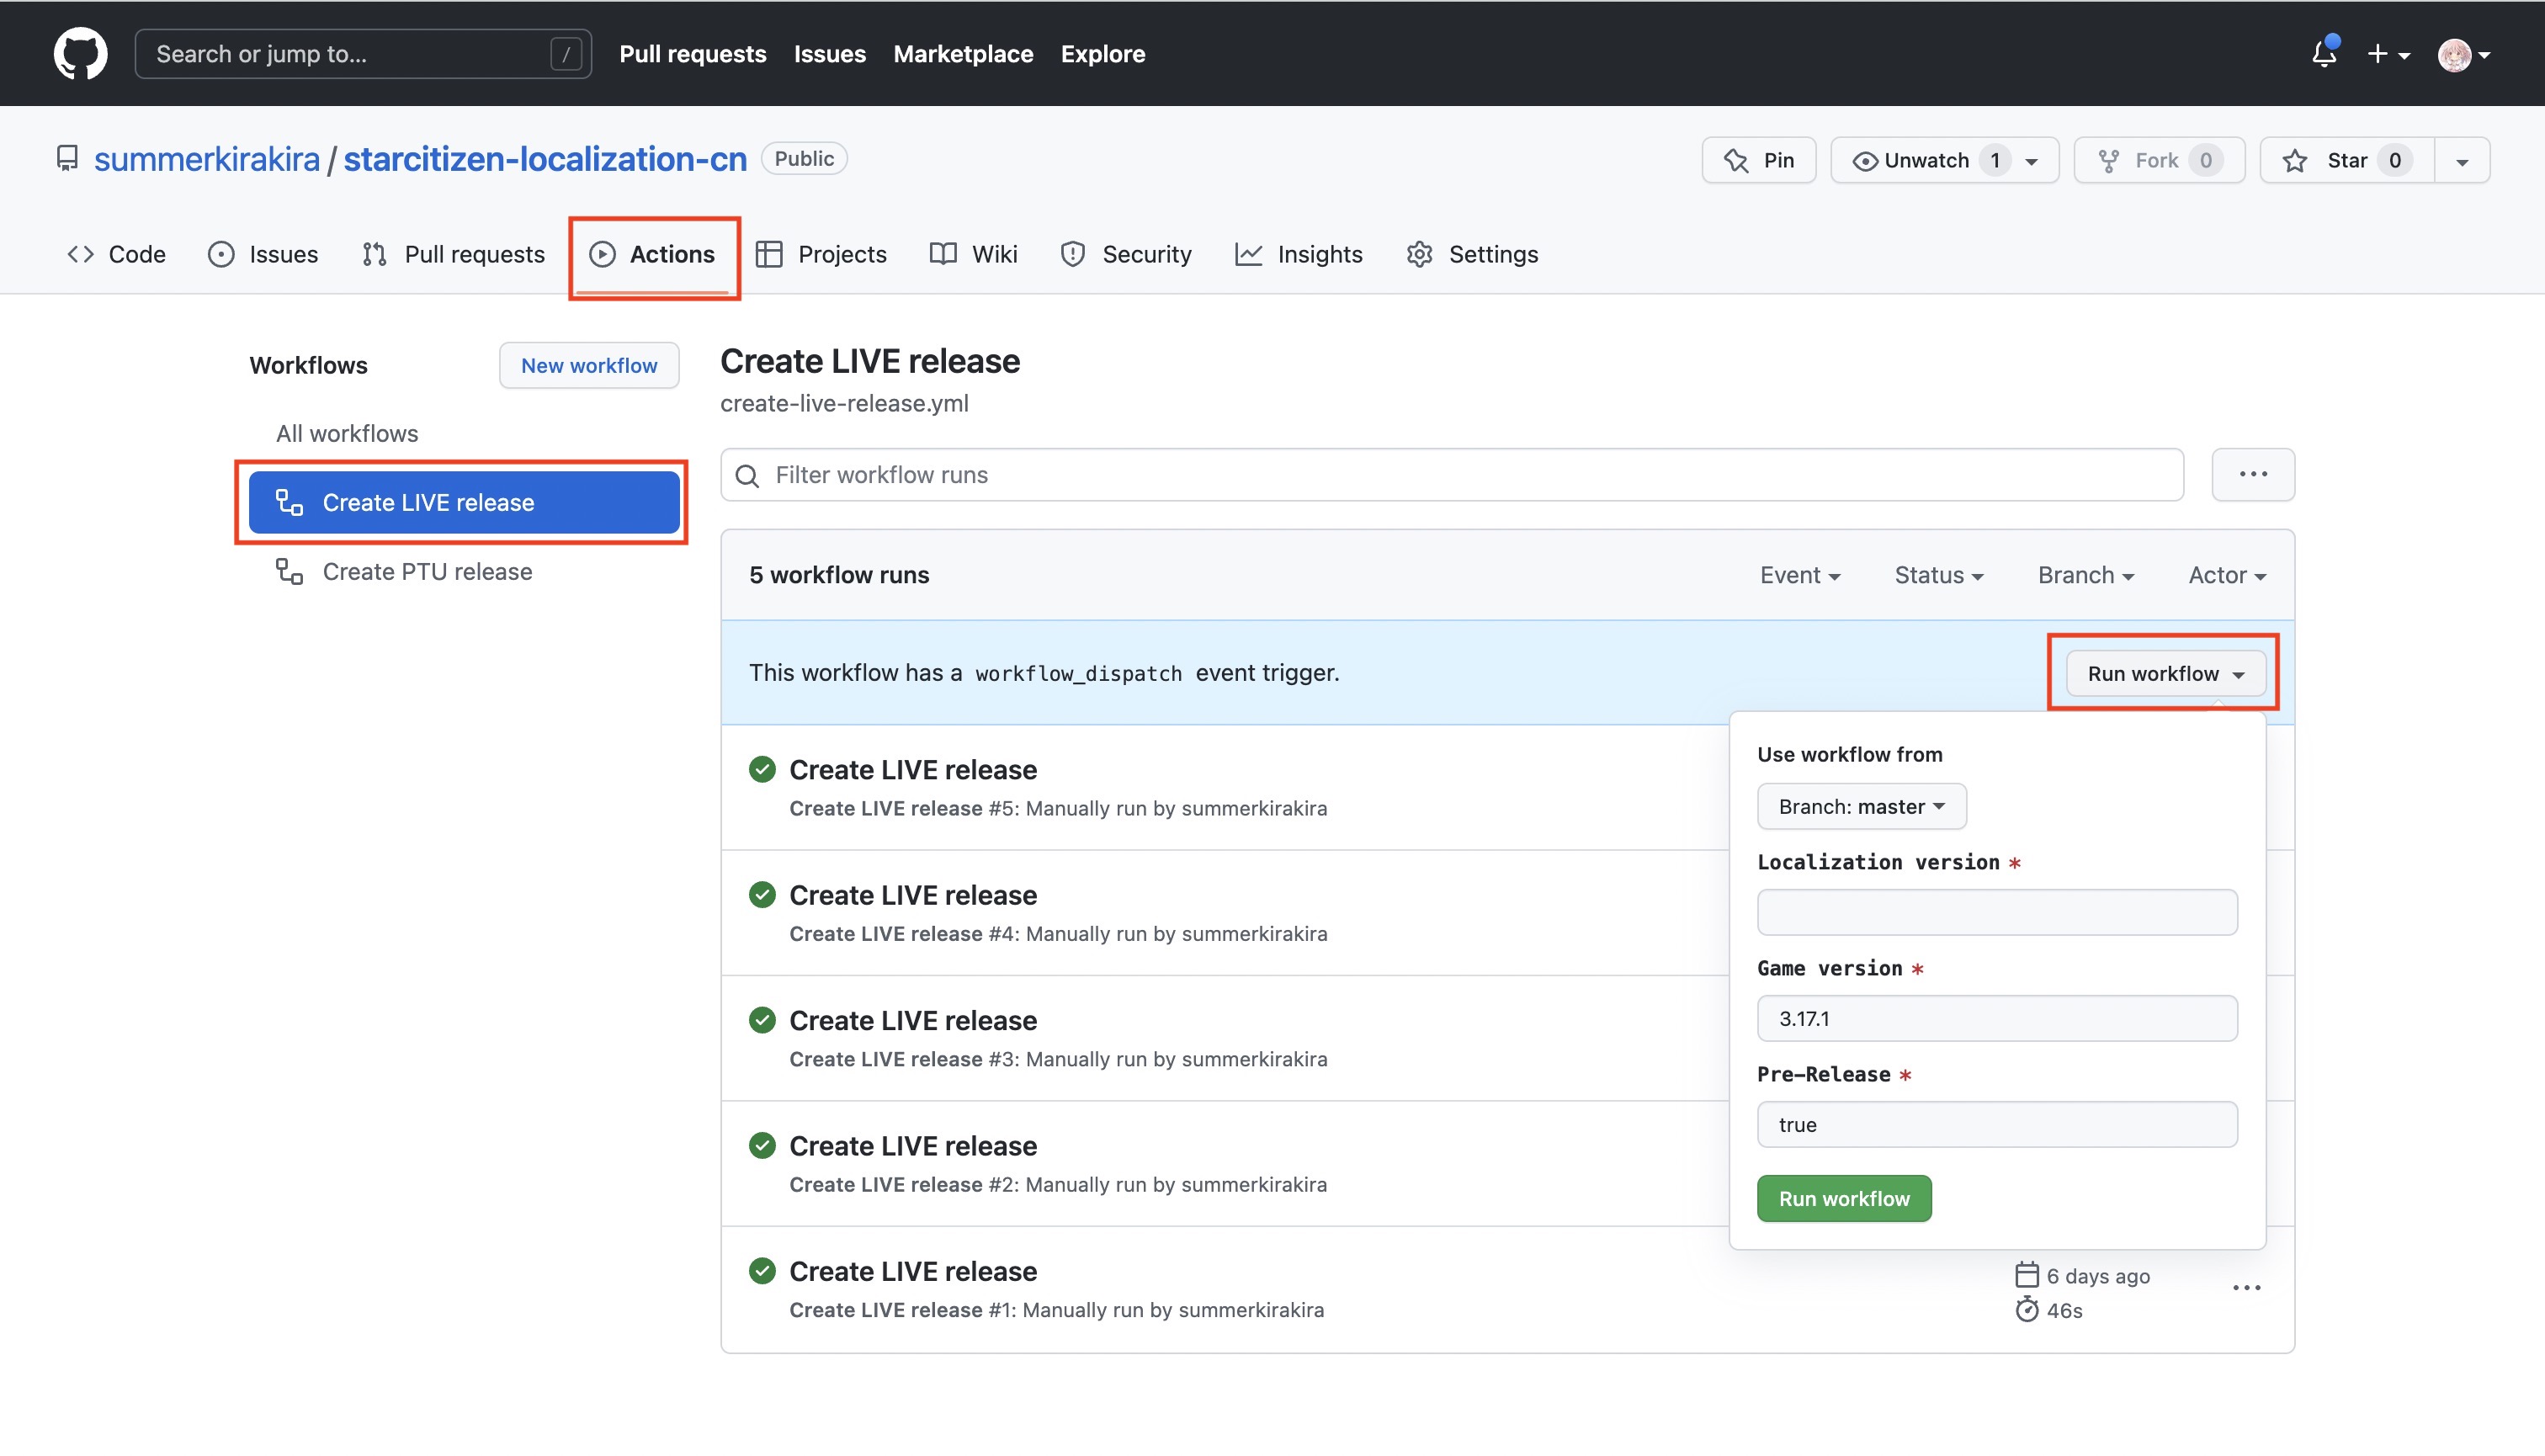 Search or jump to... /
Pull requests Issues Marketplace Explore
summerkirakira / starcitizen-localization-cn Public
Pin Unwatch 1 Fork 0 Star 0
Code Issues Pull requests Actions Projects Wiki Security Insights Settings
Workflows New workflow
All workflows
Create LIVE release
Create PTU release
Create LIVE release
create-live-release.yml
Filter workflow runs
5 workflow runs Event Status Branch Actor
This workflow has a workflow_dispatch event trigger. Run workflow
Create LIVE release
Create LIVE release #5: Manually run by summerkirakira
Create LIVE release
Create LIVE release #4: Manually run by summerkirakira
Create LIVE release
Create LIVE release #3: Manually run by summerkirakira
Create LIVE release
Create LIVE release #2: Manually run by summerkirakira
Create LIVE release
Create LIVE release #1: Manually run by summerkirakira
6 days ago
46s
Use workflow from
Branch: master
Localization version *
Game version *
3.17.1
Pre-Release *
true
Run workflow